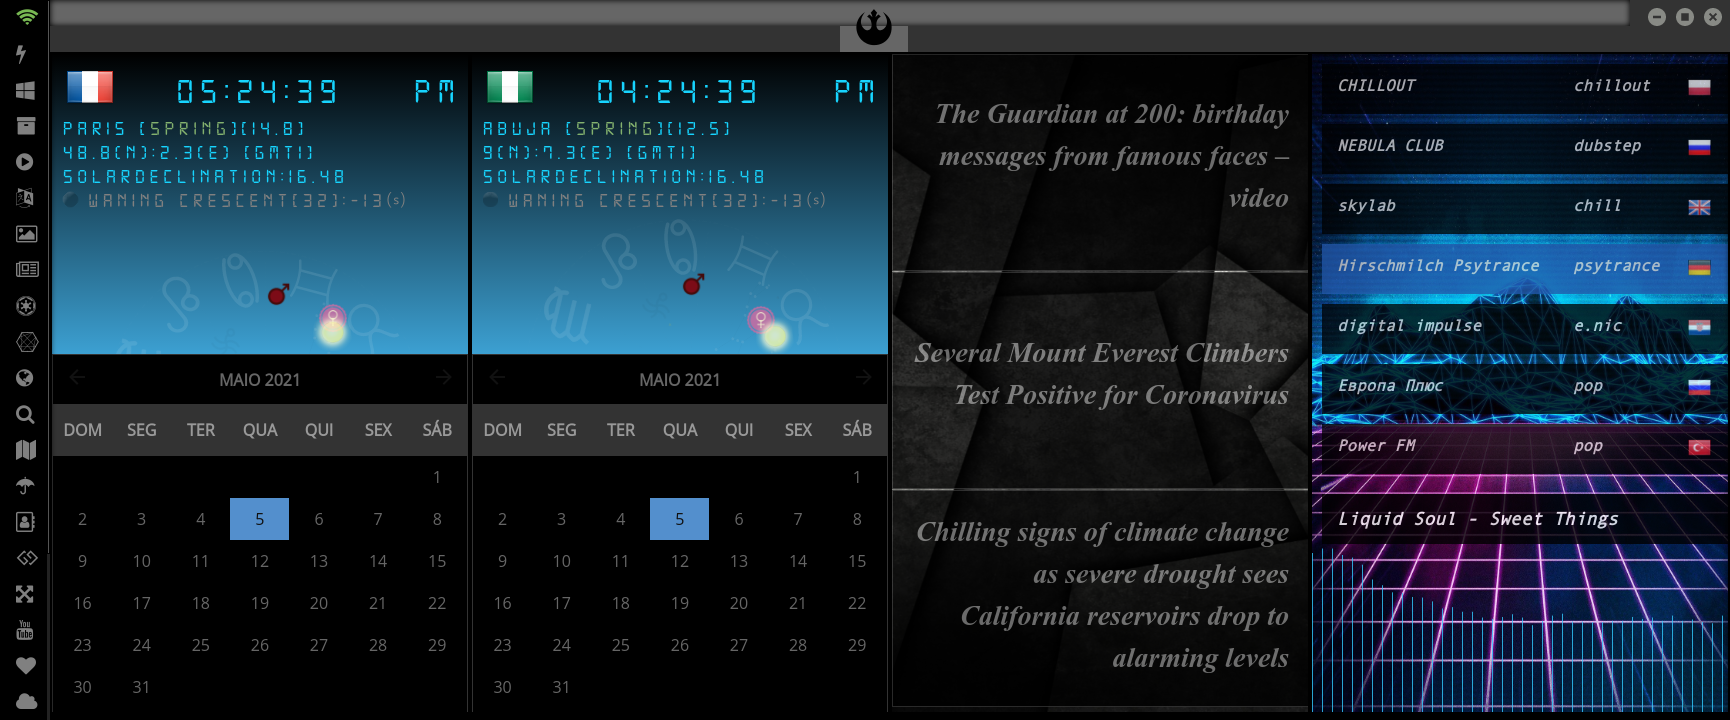 05:24:39 PM
PARIS [SPRING][14.8]
48.8(N):2.3(E) [GMT1]
SOLARDECLINATION:16.48
WANING CRESCENT[32]:-13(s)
MAIO 2021
DOM SEG TER QUA QUI SEX SÁB
1
2 3 4 5 6 7 8
9 10 11 12 13 14 15
16 17 18 19 20 21 22
23 24 25 26 27 28 29
30 31
04:24:39 PM
ABUJA [SPRING][12.5]
9(N):7.3(E) [GMT1]
SOLARDECLINATION:16.48
WANING CRESCENT[32]:-13(s)
MAIO 2021
DOM SEG TER QUA QUI SEX SÁB
1
2 3 4 5 6 7 8
9 10 11 12 13 14 15
16 17 18 19 20 21 22
23 24 25 26 27 28 29
30 31
The Guardian at 200: birthday
messages from famous faces –
video
Several Mount Everest Climbers
Test Positive for Coronavirus
Chilling signs of climate change
as severe drought sees
California reservoirs drop to
alarming levels
CHILLOUT chillout
NEBULA CLUB dubstep
skylab chill
Hirschmilch Psytrance psytrance
digital impulse e.nic
Европа Плюс pop
Power FM pop
Liquid Soul - Sweet Things
You
Tube